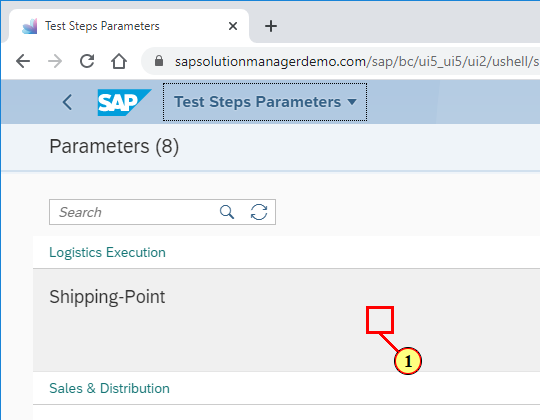 Test Steps Parameters
sapsolutionmanagerdemo.com/sap/bc/ui5_ui5/ui2/ushell/s
SAP Test Steps Parameters
Parameters (8)
Search
Logistics Execution
Shipping-Point
1
Sales & Distribution